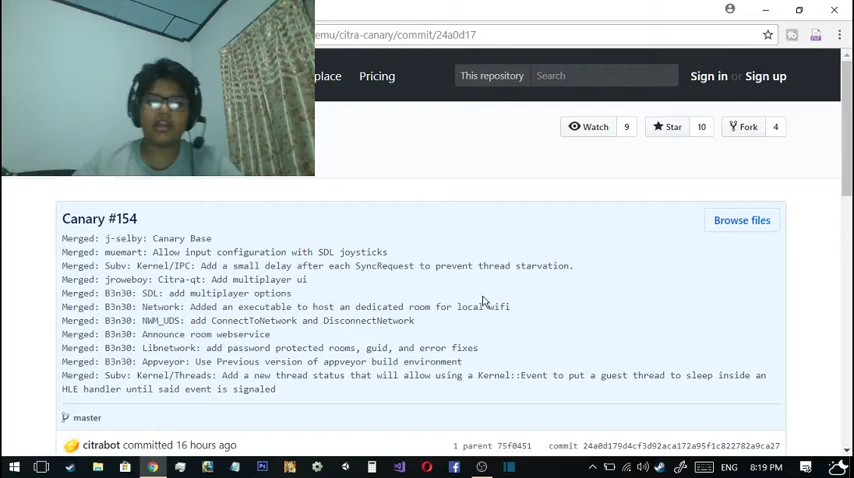 emu/citra-canary/commit/24a0d17
place Pricing This repository Search Sign in or Sign up
Watch 9 Star 10 Fork 4
Canary #154
Browse files
Merged: j-selby: Canary Base
Merged: muemart: Allow input configuration with SDL joysticks
Merged: Subv: Kernel/IPC: Add a small delay after each SyncRequest to prevent thread starvation.
Merged: jroweboy: Citra-qt: Add multiplayer ui
Merged: B3n30: SDL: add multiplayer options
Merged: B3n30: Network: Added an executable to host an dedicated room for local wifi
Merged: B3n30: NWM_UDS: add ConnectToNetwork and DisconnectNetwork
Merged: B3n30: Announce room webservice
Merged: B3n30: Libnetwork: add password protected rooms, guid, and error fixes
Merged: B3n30: Appveyor: Use Previous version of appveyor build environment
Merged: Subv: Kernel/Threads: Add a new thread status that will allow using a Kernel::Event to put a guest thread to sleep inside an
HLE handler until said event is signaled
master
citrabot committed 16 hours ago 1 parent 75f0451 commit 24a0d179d4cf3d92aca172a95f1c822782a9ca27
ENG 8:19 PM